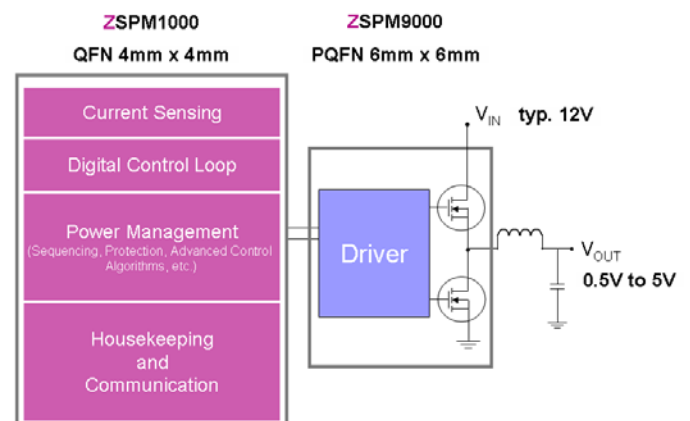 ZSPM1000
QFN 4mm x 4mm
Current Sensing
Digital Control Loop
Power Management
(Sequencing, Protection, Advanced Control
Algorithms, etc.)
Housekeeping
and
Communication
ZSPM9000
PQFN 6mm x 6mm
Driver
VIN typ. 12V
VOUT
0.5V to 5V